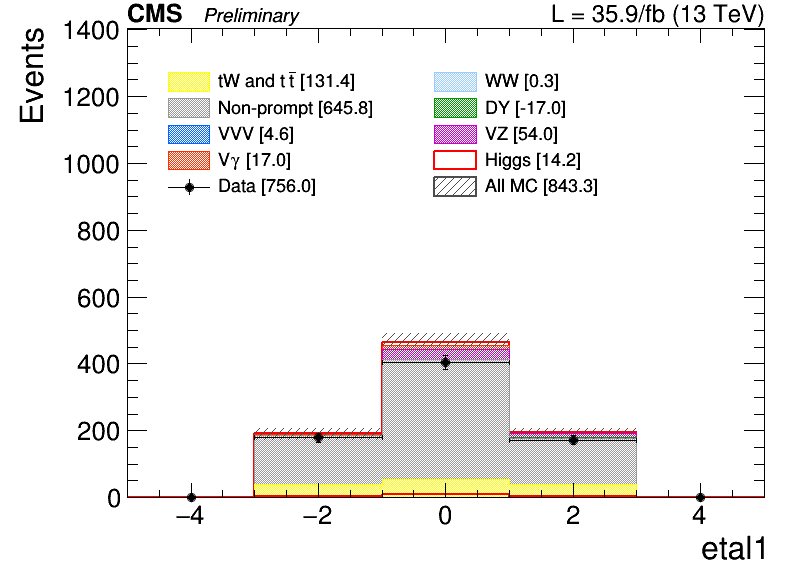 CMS Preliminary L = 35.9/fb (13 TeV)
Events
1400
1200
1000
800
600
400
200
0
tW and t t̅ [131.4] WW [0.3]
Non-prompt [645.8] DY [-17.0]
VVV [4.6] VZ [54.0]
Vγ [17.0] Higgs [14.2]
Data [756.0] All MC [843.3]
−4 −2 0 2 4
etal1